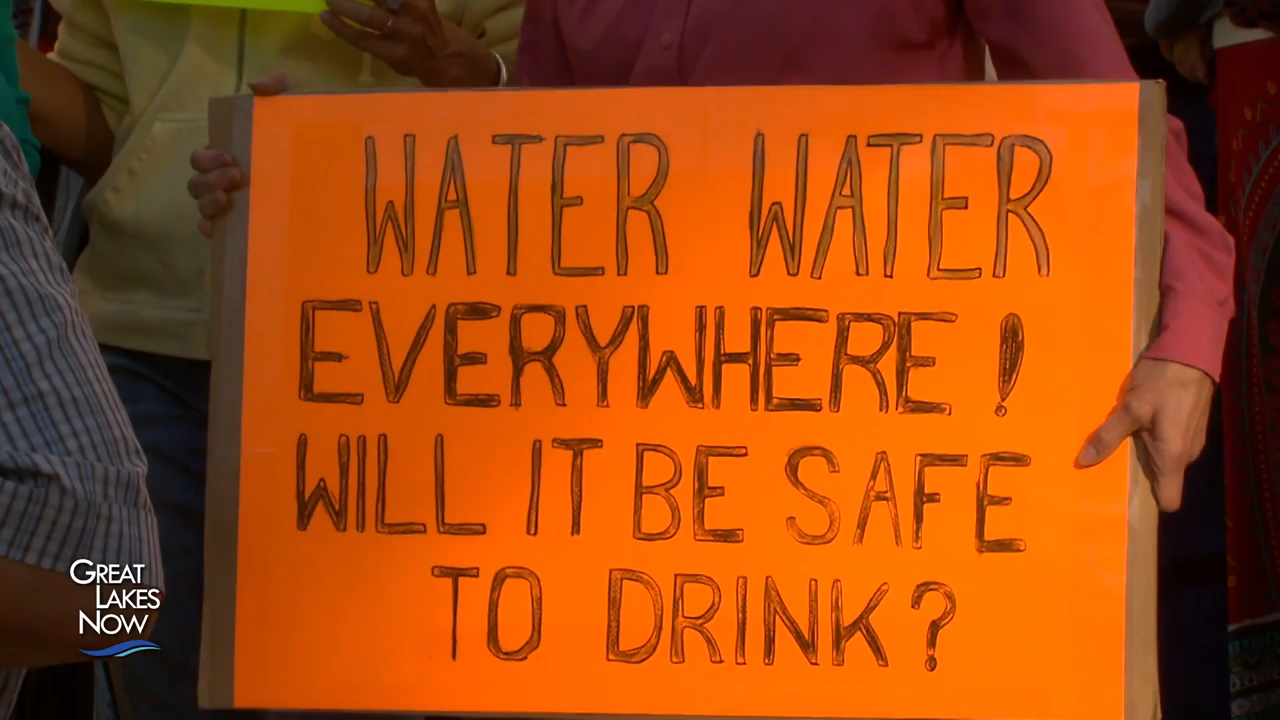 WATER WATER
EVERYWHERE!
WILL IT BE SAFE
TO DRINK?
GREAT
LAKES
NOW